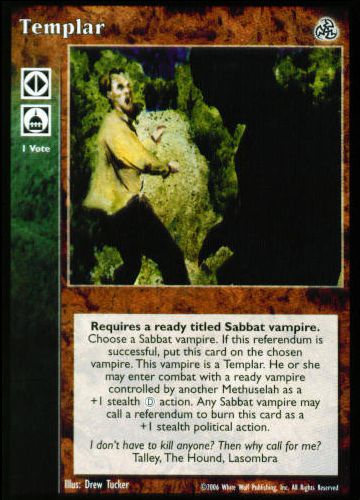 Templar
1 Vote
Requires a ready titled Sabbat vampire.
Choose a Sabbat vampire. If this referendum is
successful, put this card on the chosen
vampire. This vampire is a Templar. He or she
may enter combat with a ready vampire
controlled by another Methuselah as a
+1 stealth Ⓓ action. Any Sabbat vampire may
call a referendum to burn this card as a
+1 stealth political action.
I don't have to kill anyone? Then why call for me?
Talley, The Hound, Lasombra
Illus: Drew Tucker
©2006 White Wolf Publishing, Inc. All Rights Reserved